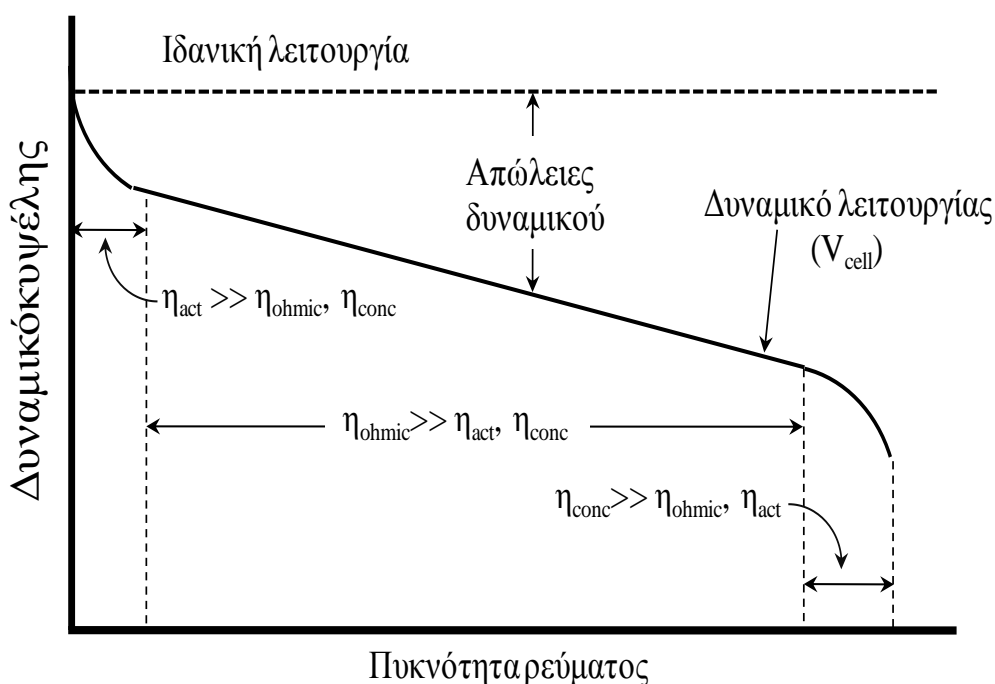 Ιδανική λειτουργία
Απώλειες
δυναμικού
Δυναμικό λειτουργίας
(Vcell)
ηact >> ηohmic, ηconc
ηohmic>> ηact, ηconc
ηconc>> ηohmic, ηact
Δυναμικόκυψέλης
Πυκνότητα ρεύματος